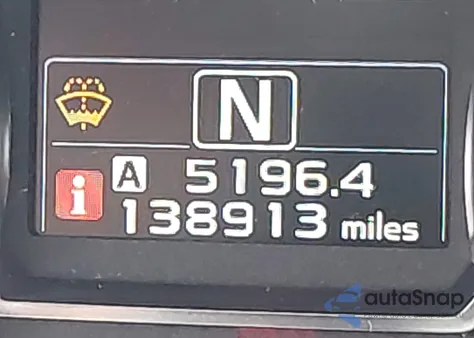 N
A 5196.4
i 138913 miles
autoSnap